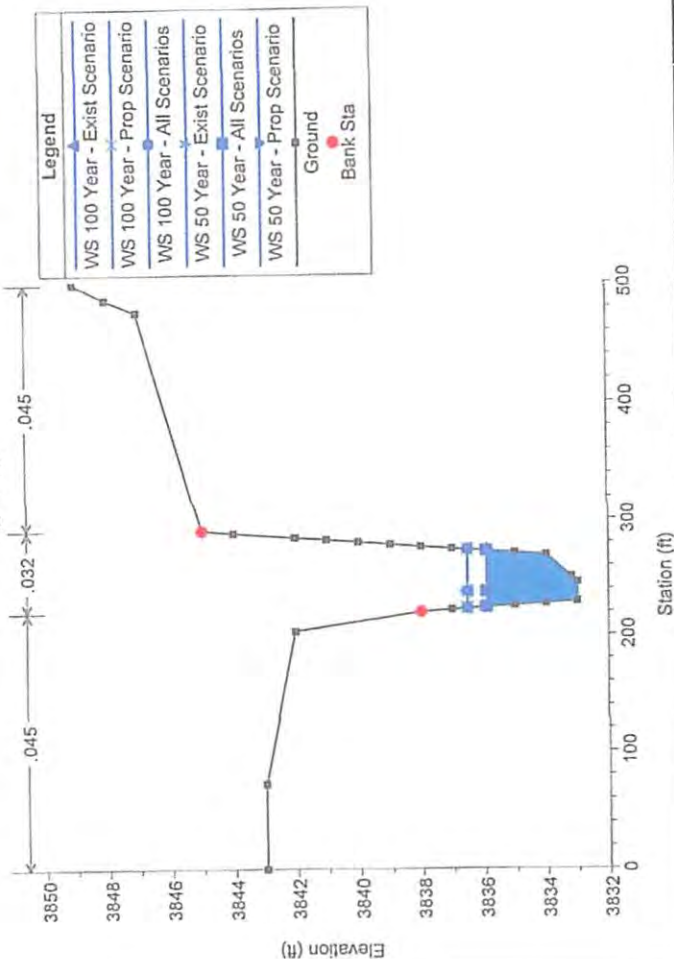 .045
.032
.045
Legend
WS 100 Year - Exist Scenario
WS 100 Year - Prop Scenario
WS 100 Year - All Scenarios
WS 50 Year - Exist Scenario
WS 50 Year - All Scenarios
WS 50 Year - Prop Scenario
Ground
Bank Sta
3850
3848
3846
3844
3842
3840
3838
3836
3834
3832
Elevation (ft)
0
100
200
300
400
500
Station (ft)